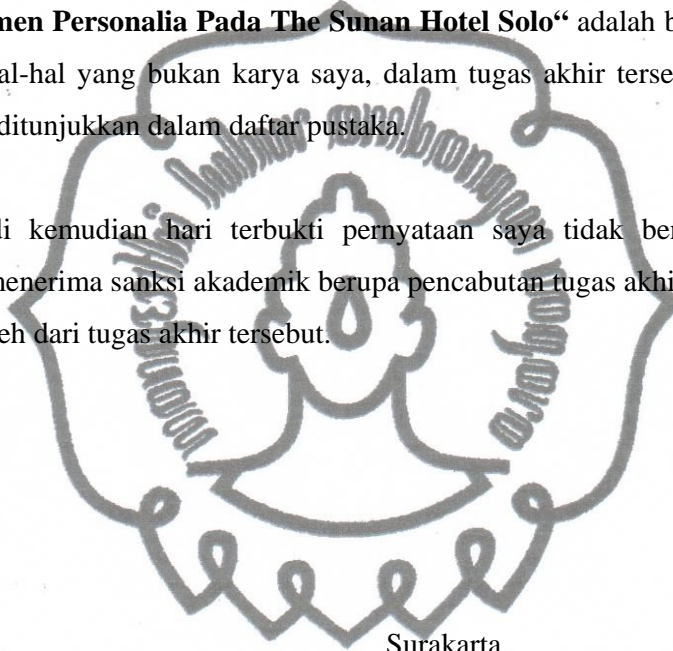 men Personalia Pada The Sunan Hotel Solo“ adalah b
al-hal yang bukan karya saya, dalam tugas akhir terse
ditunjukkan dalam daftar pustaka.
di kemudian hari terbukti pernyataan saya tidak ber
menerima sanksi akademik berupa pencabutan tugas akhi
eh dari tugas akhir tersebut.
Surakarta